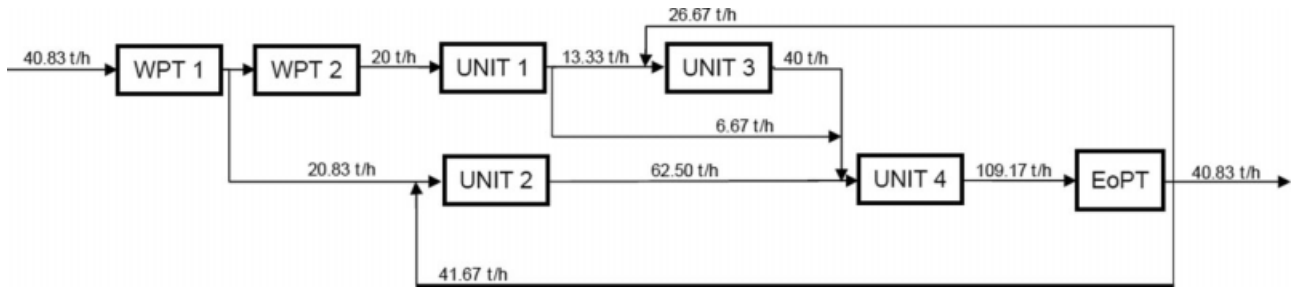 26.67 t/h
40.83 t/h
WPT 1
WPT 2
20 t/h
UNIT 1
13.33 t/h
UNIT 3
40 t/h
6.67 t/h
20.83 t/h
UNIT 2
62.50 t/h
UNIT 4
109.17 t/h
EoPT
40.83 t/h
41.67 t/h